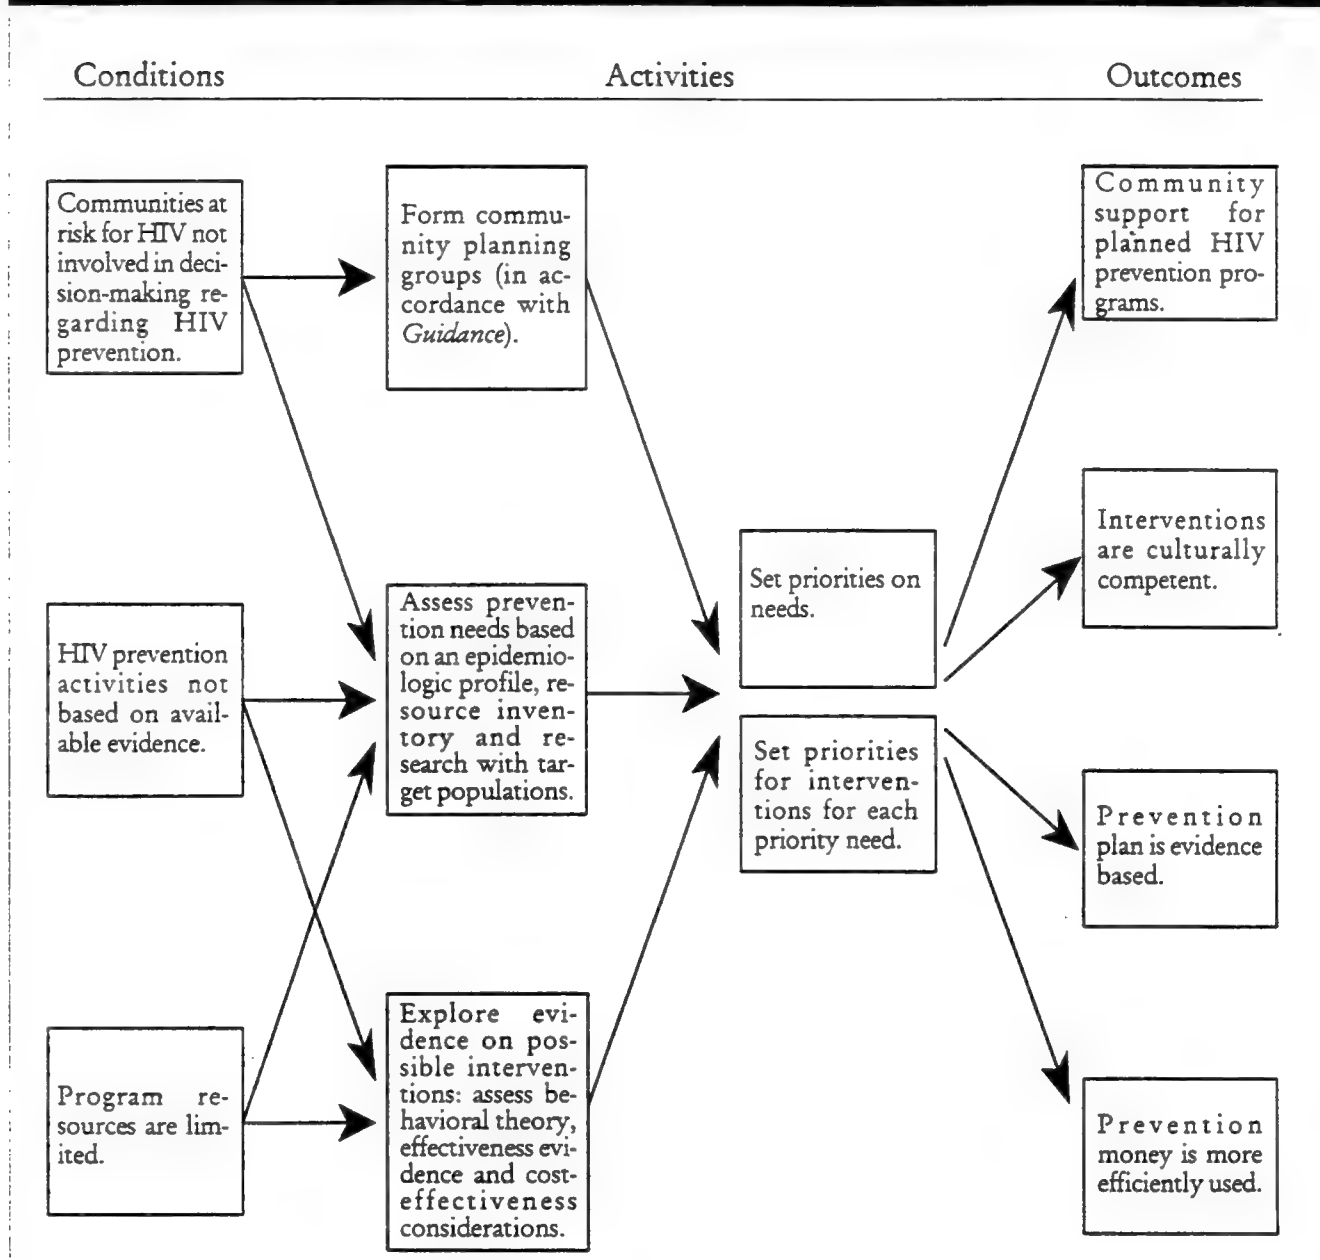 Conditions
Activities
Outcomes
Communities at
risk for HIV not
involved in deci-
sion-making re-
garding HIV
prevention.
Form commu-
nity planning
groups (in ac-
cordance with
Guidance).
Community
support for
planned HIV
prevention pro-
grams.
Interventions
are culturally
competent.
Set priorities on
needs.
HIV prevention
activities not
based on avail-
able evidence.
Assess preven-
tion needs based
on an epidemio-
logic profile, re-
source inven-
tory and re-
search with tar-
get populations.
Set priorities
for interven-
tions for each
priority need.
Prevention
plan is evidence
based.
Program re-
sources are lim-
ited.
Explore evi-
dence on pos-
sible interven-
tions: assess be-
havioral theory,
effectiveness evi-
dence and cost-
effectiveness
considerations.
Prevention
money is more
efficiently used.